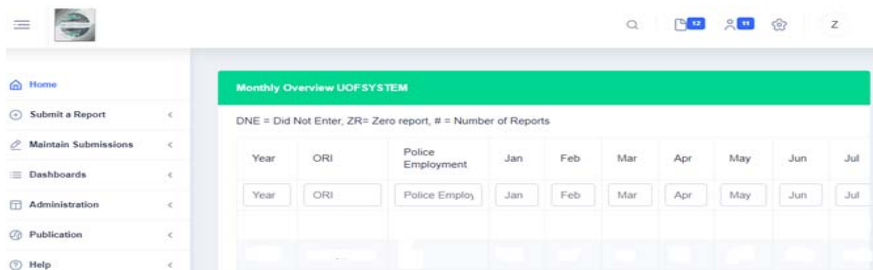 12 11 Z
Home
Submit a Report
Maintain Submissions
Dashboards
Administration
Publication
Help
Monthly Overview UOFSYSTEM
DNE = Did Not Enter, ZR= Zero report, # = Number of Reports
Year ORI Police Employment Jan Feb Mar Apr May Jun Jul
Year ORI Police Employ Jan Feb Mar Apr May Jun Jul